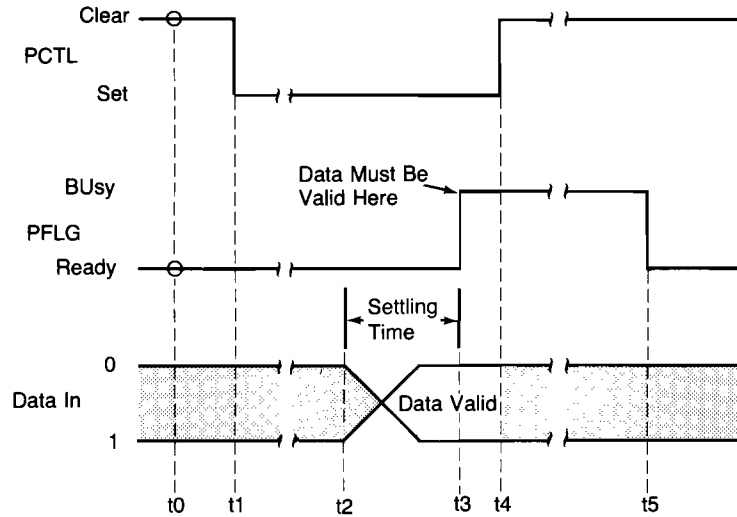 Clear
PCTL
Set
BUsy
Data Must Be
Valid Here
PFLG
Ready
Settling
Time
0
Data In
Data Valid
1
t0 t1 t2 t3 t4 t5